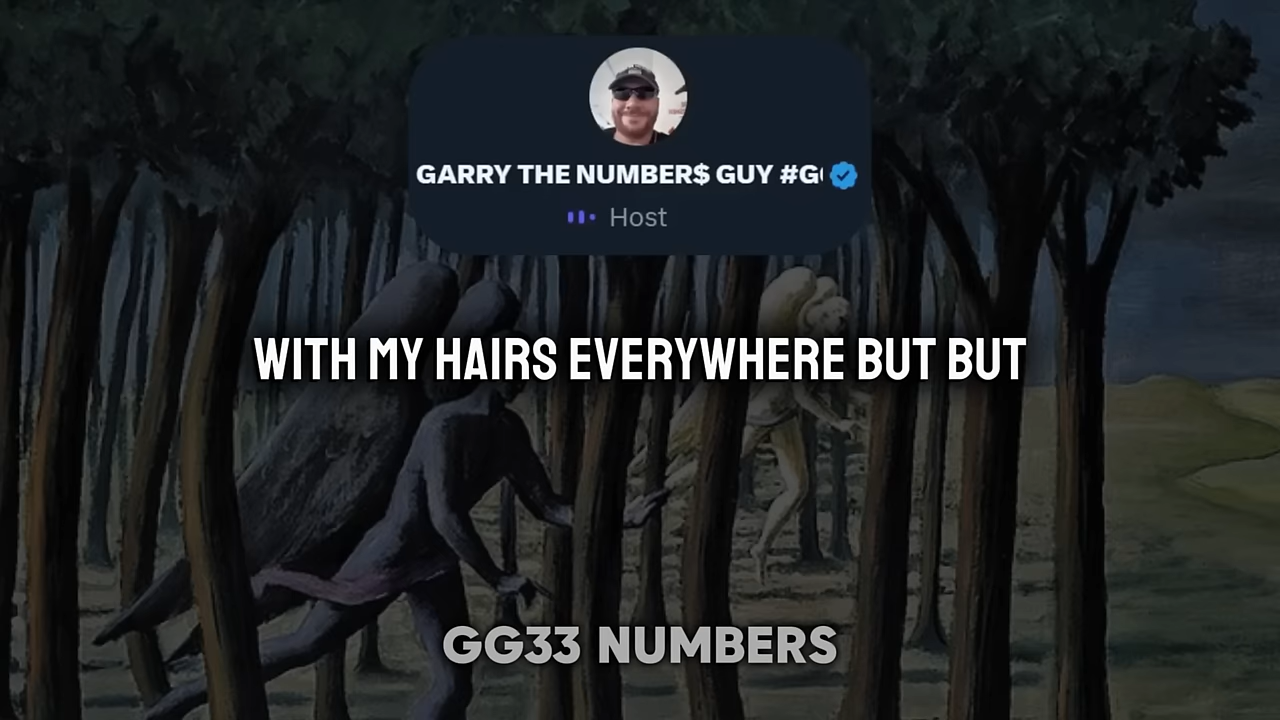 GARRY THE NUMBER$ GUY #G
Host
WITH MY HAIRS EVERYWHERE BUT BUT
GG33 NUMBERS